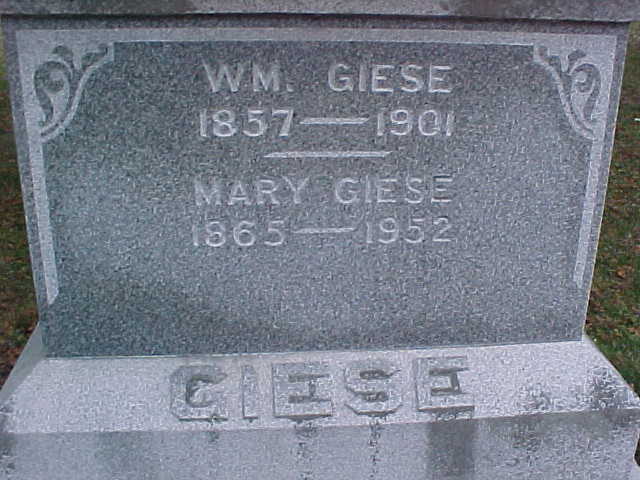 WM. GIESE
1857 — 1901
MARY GIESE
1865 — 1952
GIESE